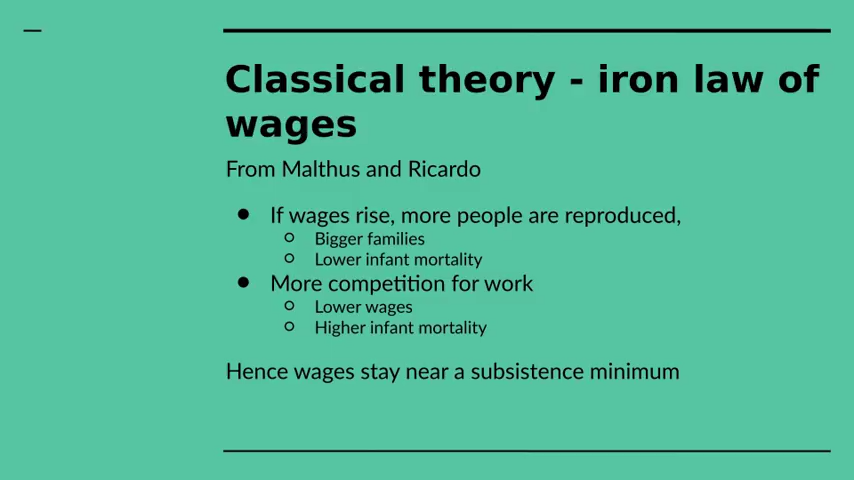 Classical theory - iron law of
wages
From Malthus and Ricardo
● If wages rise, more people are reproduced,
○ Bigger families
○ Lower infant mortality
● More competition for work
○ Lower wages
○ Higher infant mortality
Hence wages stay near a subsistence minimum